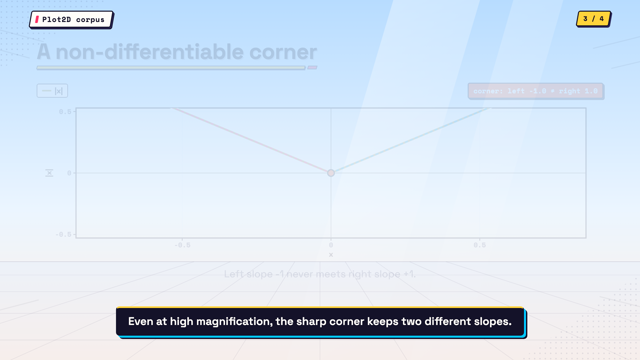 Plot2D corpus
3 / 4
A non-differentiable corner
|x|
corner: left -1.0 ≠ right 1.0
0.5
|x|
0
-0.5
-0.5
0
0.5
x
Left slope -1 never meets right slope +1.
Even at high magnification, the sharp corner keeps two different slopes.